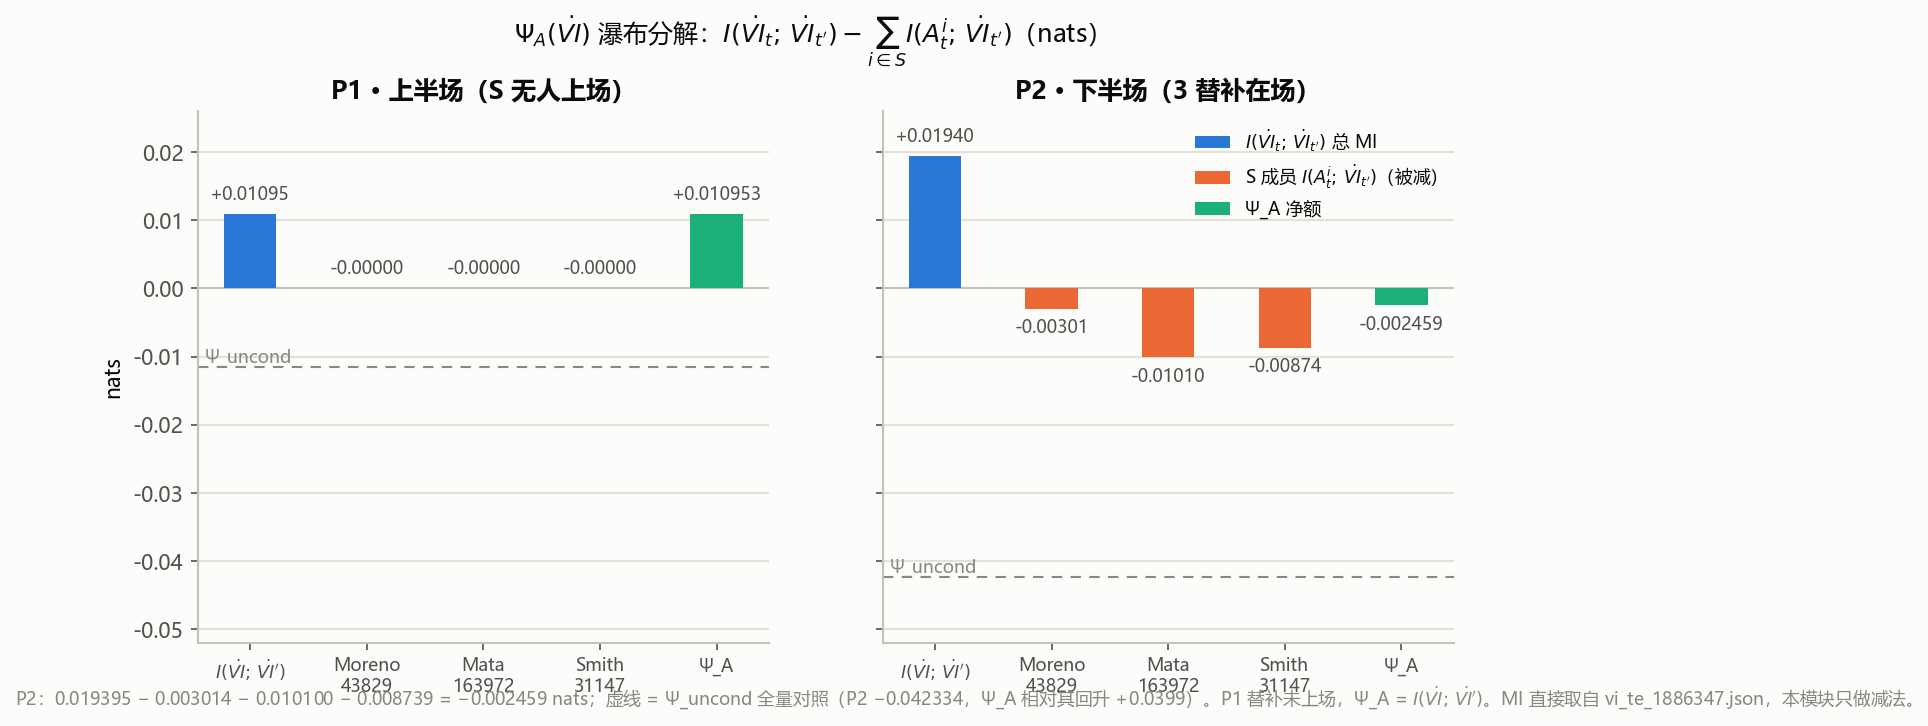 Ψ_A(V̇I) 瀑布分解：I(V̇I_t; V̇I_t′) − ∑_{i∈S} I(A_t^i; V̇I_t′)（nats）
P1 • 上半场（S 无人上场）
P2 • 下半场（3 替补在场）
nats
0.02
0.01
0.00
-0.01
-0.02
-0.03
-0.04
-0.05
+0.01095
-0.00000
-0.00000
-0.00000
+0.010953
Ψ uncond
I(V̇I; V̇I′)
Moreno
43829
Mata
163972
Smith
31147
Ψ_A
+0.01940
-0.00301
-0.01010
-0.00874
-0.002459
I(V̇I_t; V̇I_t′) 总 MI
S 成员 I(A_t^i; V̇I_t′)（被减）
Ψ_A 净额
Ψ uncond
I(V̇I; V̇I′)
Moreno
43829
Mata
163972
Smith
31147
Ψ_A
P2：0.019395 − 0.003014 − 0.010100 − 0.008739 = −0.002459 nats；虚线 = Ψ_uncond 全量对照（P2 −0.042334，Ψ_A 相对其回升 +0.0399）。P1 替补未上场，Ψ_A = I(V̇I; V̇I′)。MI 直接取自 vi_te_1886347.json，本模块只做减法。